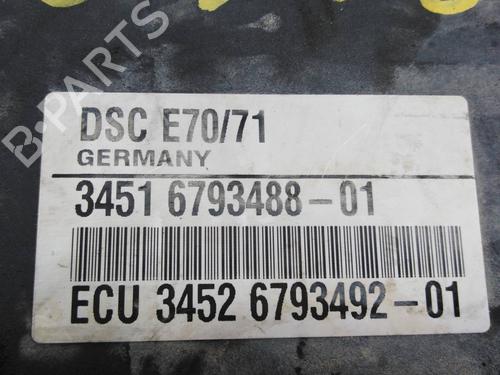 DSC E70/71
GERMANY
3451 6793488-01
ECU 3452 6793492-01
B-PARTS